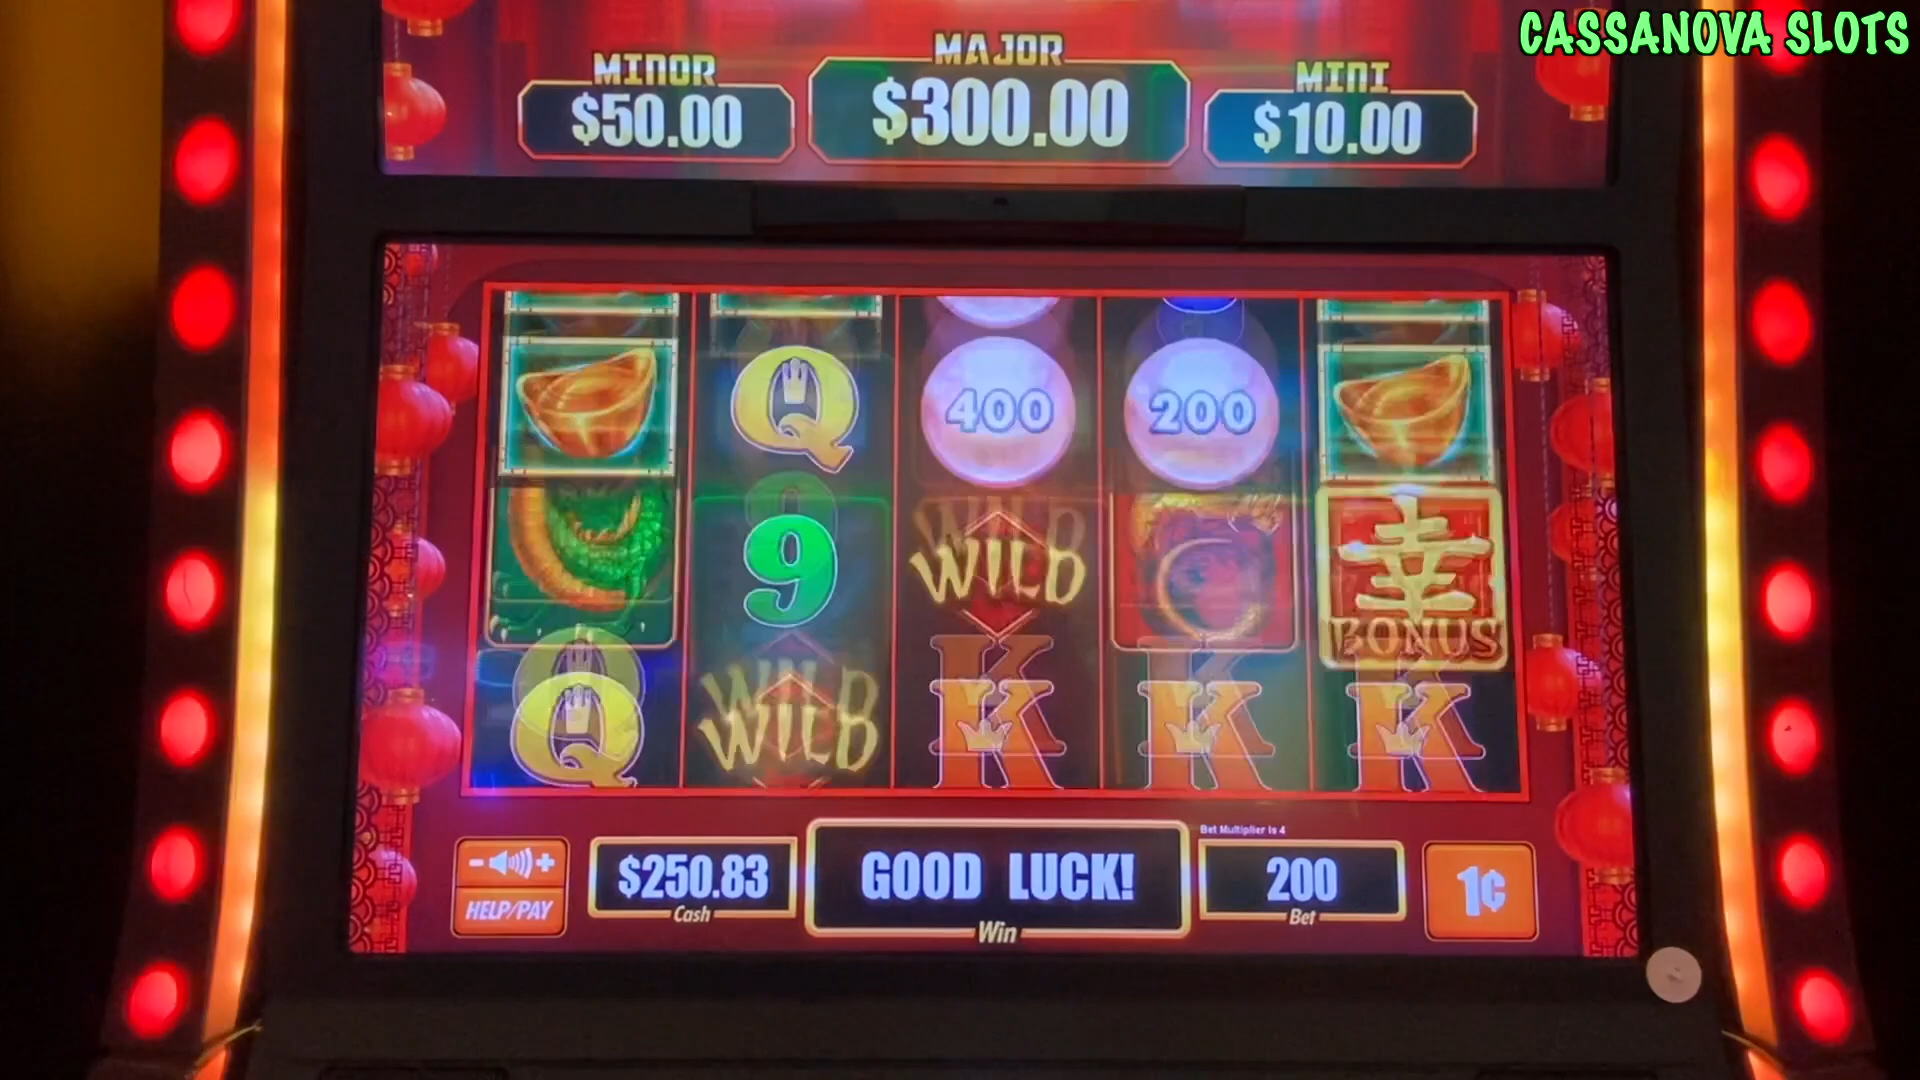 CASSANOVA SLOTS
MINOR
$50.00
MAJOR
$300.00
MINI
$10.00
Q
400
200
9
WILD
幸
BONUS
Q
WILD
K
K
K
- +
HELP/PAY
$250.83
Cash
GOOD LUCK!
Win
Bet Multiplier is 4
200
Bet
1¢